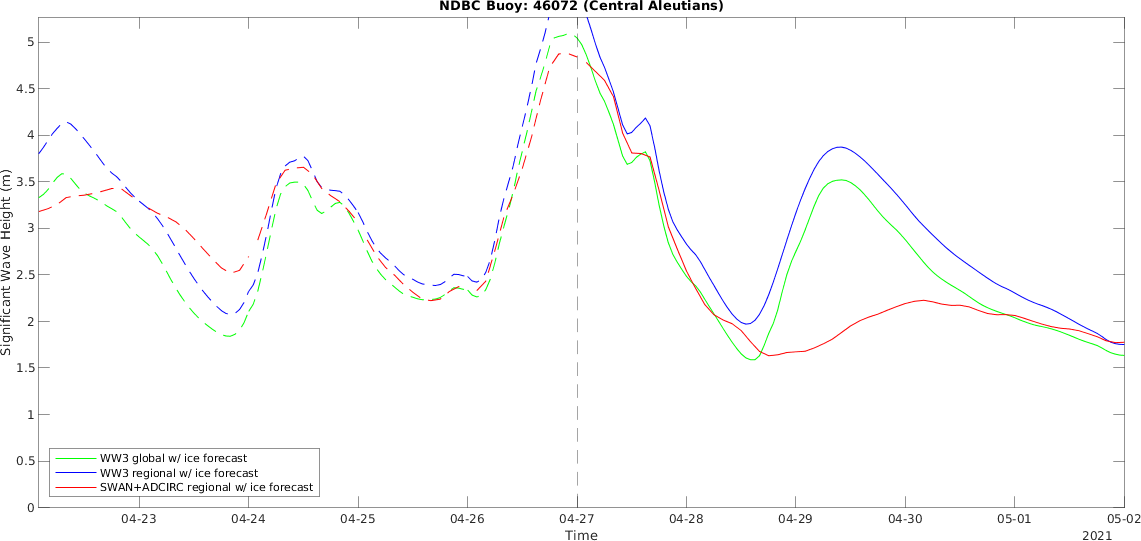 NDBC Buoy: 46072 (Central Aleutians)
Significant Wave Height (m)
5
4.5
4
3.5
3
2.5
2
1.5
1
0.5
0
WW3 global w/ ice forecast
WW3 regional w/ ice forecast
SWAN+ADCIRC regional w/ ice forecast
04-23 04-24 04-25 04-26 04-27 04-28 04-29 04-30 05-01 05-02
Time
2021